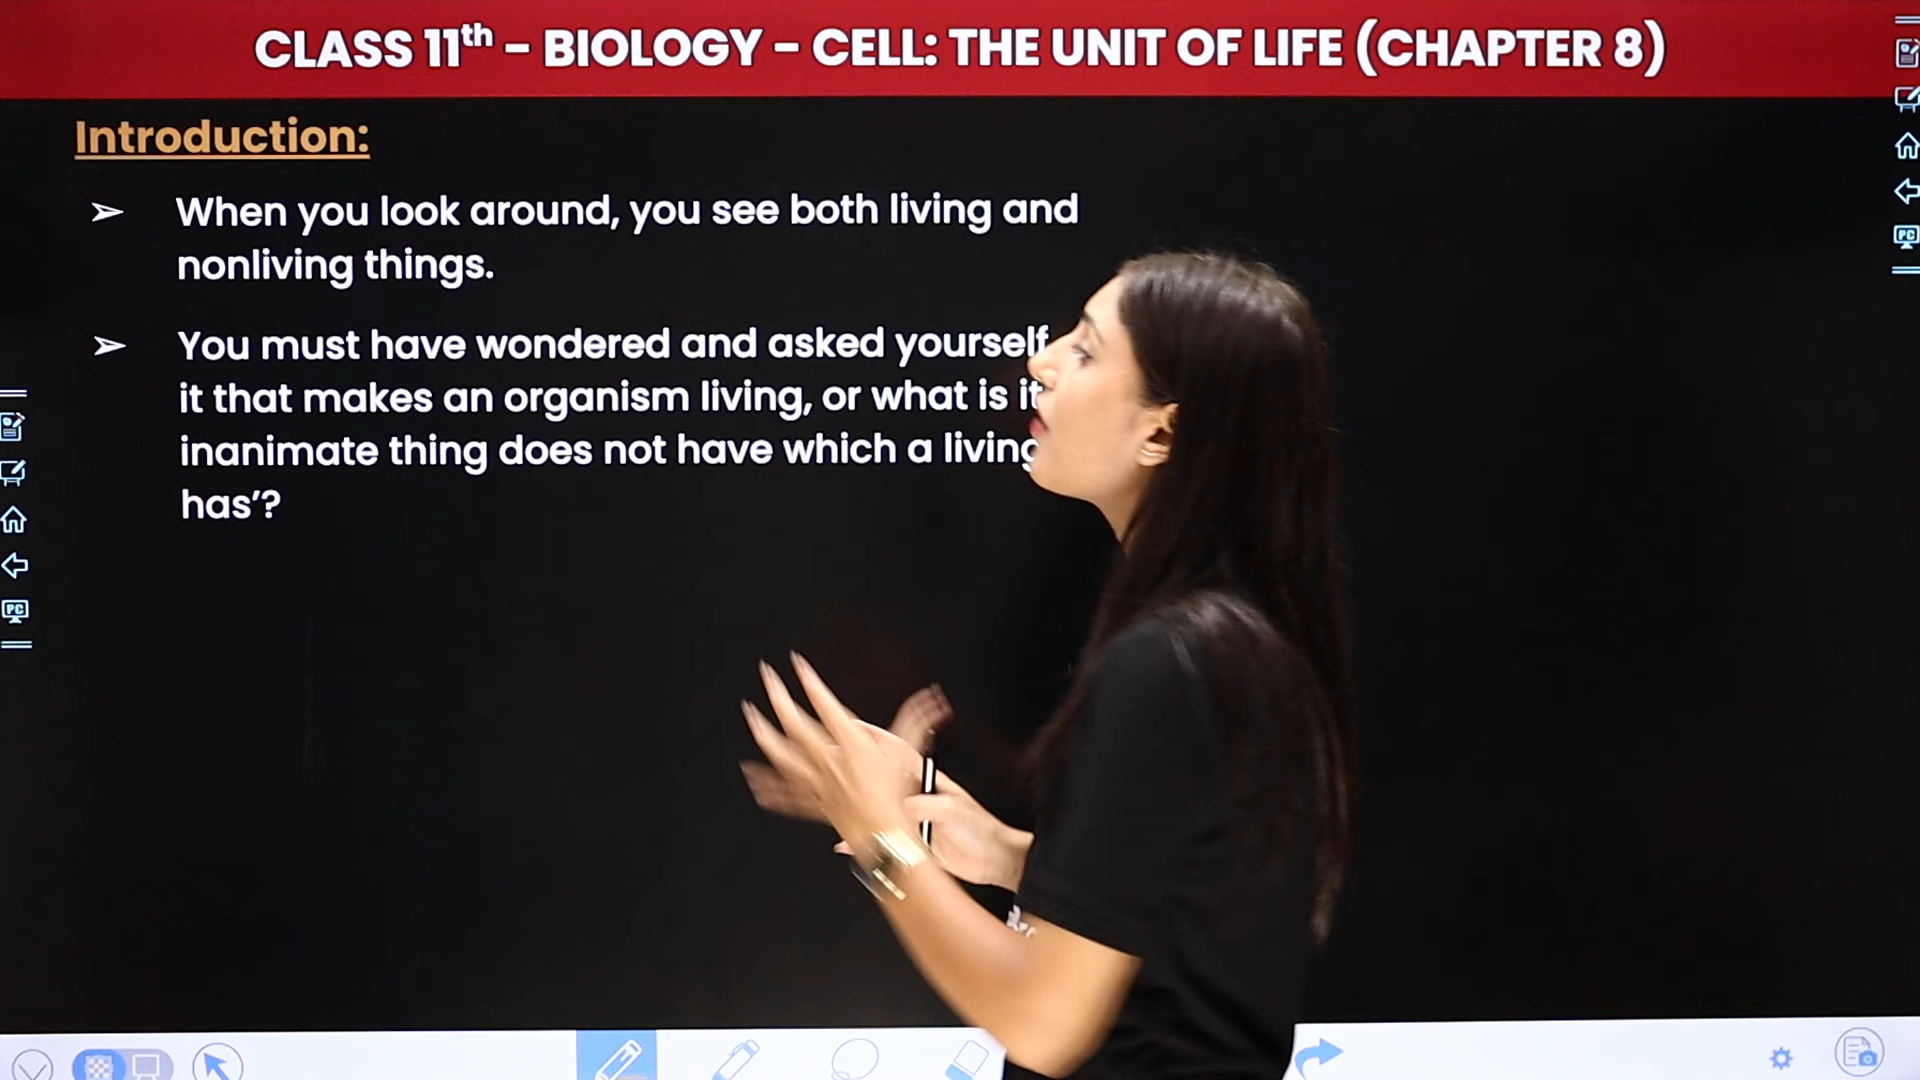 CLASS 11th – BIOLOGY – CELL: THE UNIT OF LIFE (CHAPTER 8)
Introduction:
➢ When you look around, you see both living and
nonliving things.
➢ You must have wondered and asked yourself
it that makes an organism living, or what is it
inanimate thing does not have which a living
has’?
PC
PC